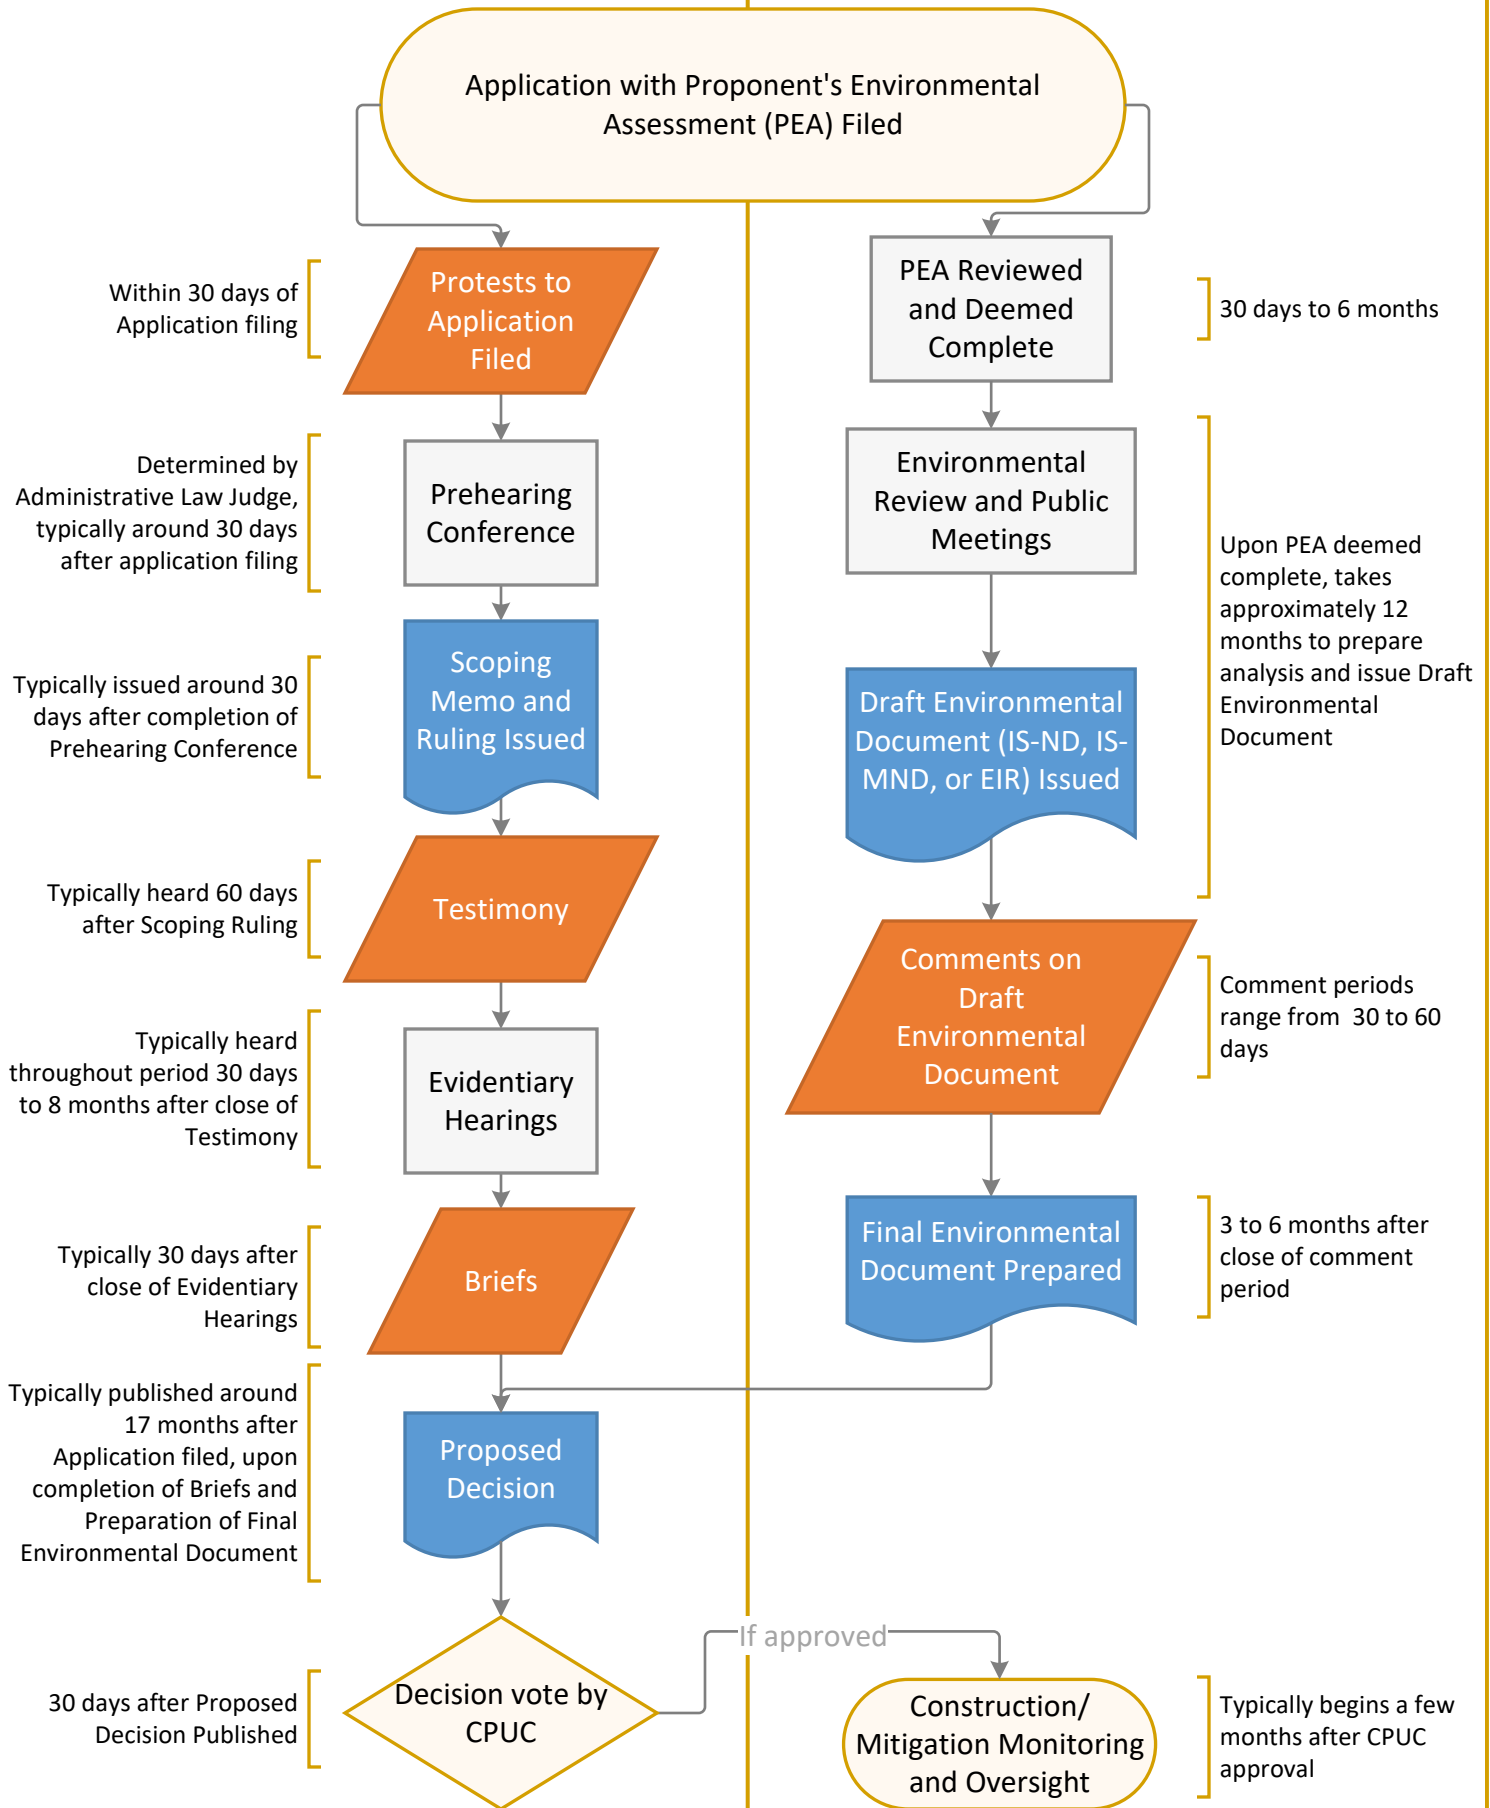 Application with Proponent's Environmental
Assessment (PEA) Filed
Within 30 days of
Application filing
Protests to
Application
Filed
PEA Reviewed
and Deemed
Complete
30 days to 6 months
Determined by
Administrative Law Judge,
typically around 30 days
after application filing
Prehearing
Conference
Environmental
Review and Public
Meetings
Upon PEA deemed
complete, takes
approximately 12
months to prepare
analysis and issue Draft
Environmental
Document
Typically issued around 30
days after completion of
Prehearing Conference
Scoping
Memo and
Ruling Issued
Draft Environmental
Document (IS-ND, IS-
MND, or EIR) Issued
Typically heard 60 days
after Scoping Ruling
Testimony
Comments on
Draft
Environmental
Document
Comment periods
range from 30 to 60
days
Typically heard
throughout period 30 days
to 8 months after close of
Testimony
Evidentiary
Hearings
Typically 30 days after
close of Evidentiary
Hearings
Briefs
Final Environmental
Document Prepared
3 to 6 months after
close of comment
period
Typically published around
17 months after
Application filed, upon
completion of Briefs and
Preparation of Final
Environmental Document
Proposed
Decision
30 days after Proposed
Decision Published
Decision vote by
CPUC
If approved
Construction/
Mitigation Monitoring
and Oversight
Typically begins a few
months after CPUC
approval